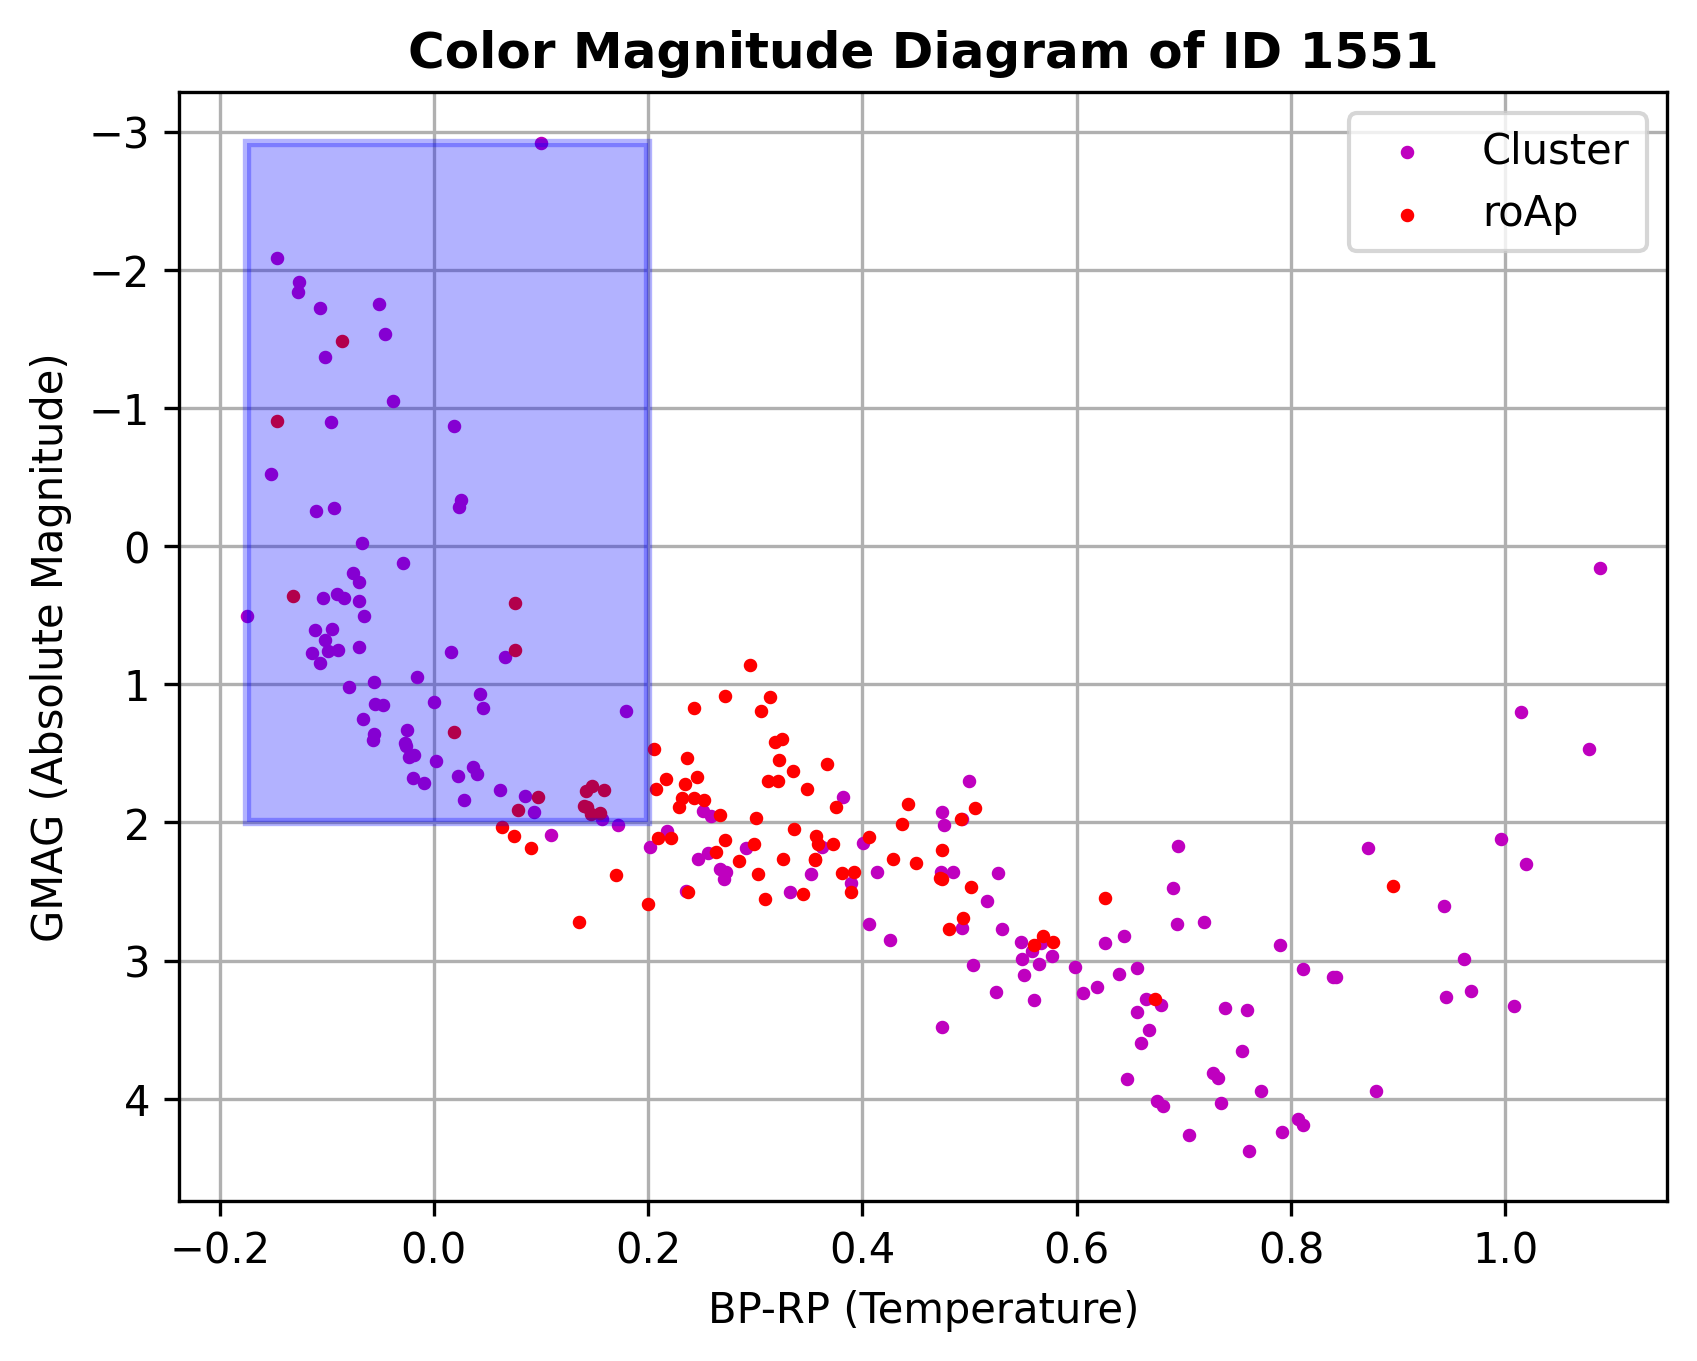 Color Magnitude Diagram of ID 1551
Cluster
roAp
GMAG (Absolute Magnitude)
−3
−2
−1
0
1
2
3
4
−0.2 0.0 0.2 0.4 0.6 0.8 1.0
BP-RP (Temperature)